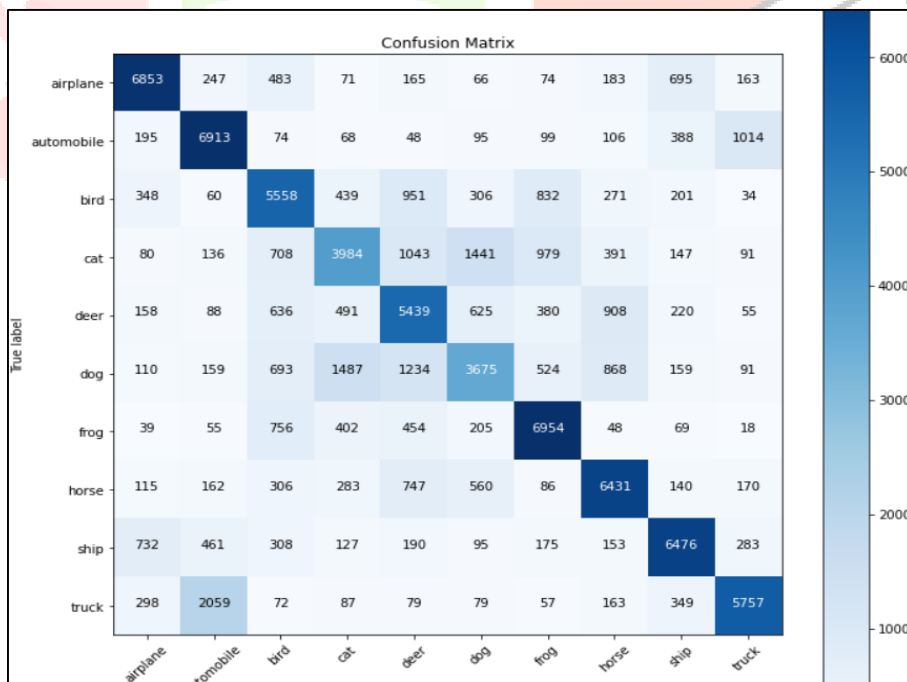 Confusion Matrix
airplane 6853 247 483 71 165 66 74 183 695 163
automobile 195 6913 74 68 48 95 99 106 388 1014
bird 348 60 5558 439 951 306 832 271 201 34
cat 80 136 708 3984 1043 1441 979 391 147 91
deer 158 88 636 491 5439 625 380 908 220 55
dog 110 159 693 1487 1234 3675 524 868 159 91
frog 39 55 756 402 454 205 6954 48 69 18
horse 115 162 306 283 747 560 86 6431 140 170
ship 732 461 308 127 190 95 175 153 6476 283
truck 298 2059 72 87 79 79 57 163 349 5757
True label
airplane tomobile bird cat deer dog frog horse ship truck
6000
5000
4000
3000
2000
1000